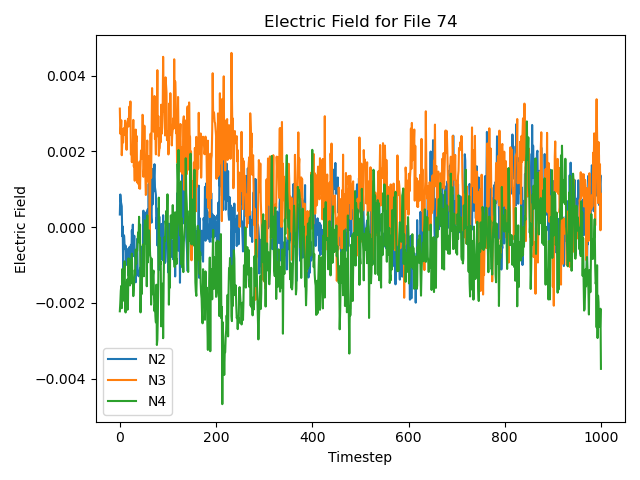 Electric Field for File 74
Electric Field
0.004
0.002
0.000
−0.002
−0.004
N2
N3
N4
0 200 400 600 800 1000
Timestep